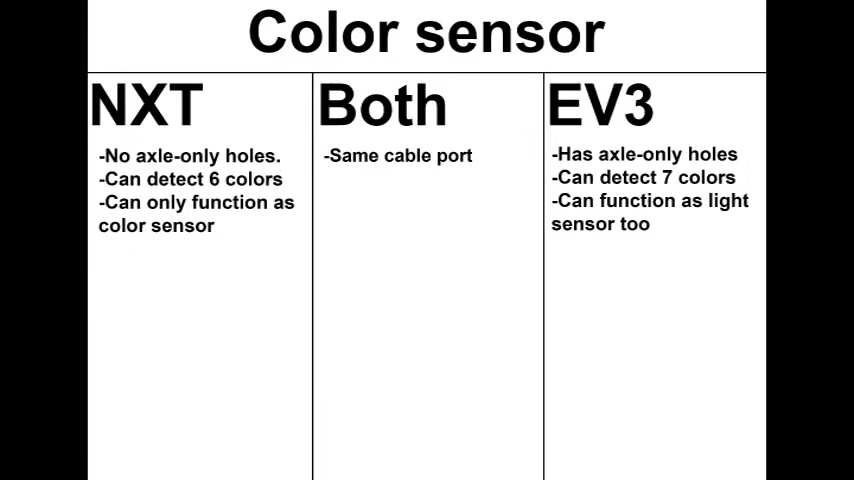 Color sensor
NXT
-No axle-only holes.
-Can detect 6 colors
-Can only function as
color sensor
Both
-Same cable port
EV3
-Has axle-only holes
-Can detect 7 colors
-Can function as light
sensor too